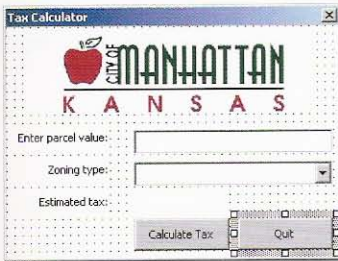 Tax Calculator
CITY OF MANHATTAN
KANSAS
Enter parcel value:
Zoning type:
Estimated tax:
Calculate Tax
Quit